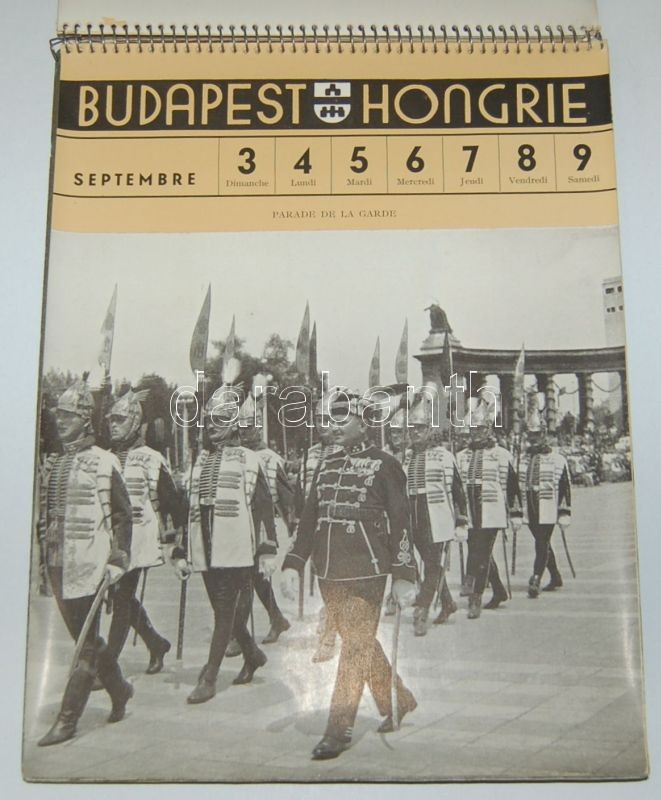 BUDAPEST HONGRIE
SEPTEMBRE
3 4 5 6 7 8 9
Dimanche Lundi Mardi Mercredi Jeudi Vendredi Samedi
PARADE DE LA GARDE
darabanth